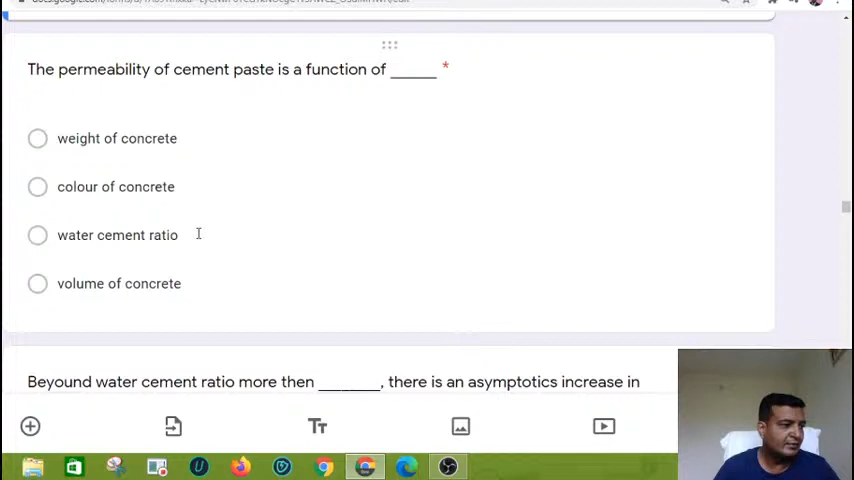 The permeability of cement paste is a function of ______ *
weight of concrete
colour of concrete
water cement ratio
volume of concrete
Beyound water cement ratio more then ________, there is an asymptotics increase in